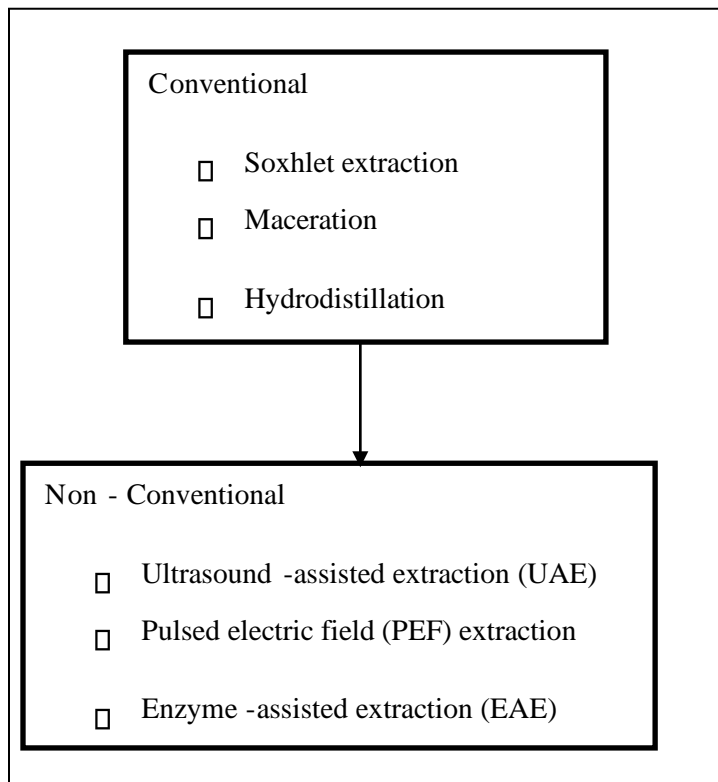 Conventional
▯ Soxhlet extraction
▯ Maceration
▯ Hydrodistillation
Non - Conventional
▯ Ultrasound -assisted extraction (UAE)
▯ Pulsed electric field (PEF) extraction
▯ Enzyme -assisted extraction (EAE)